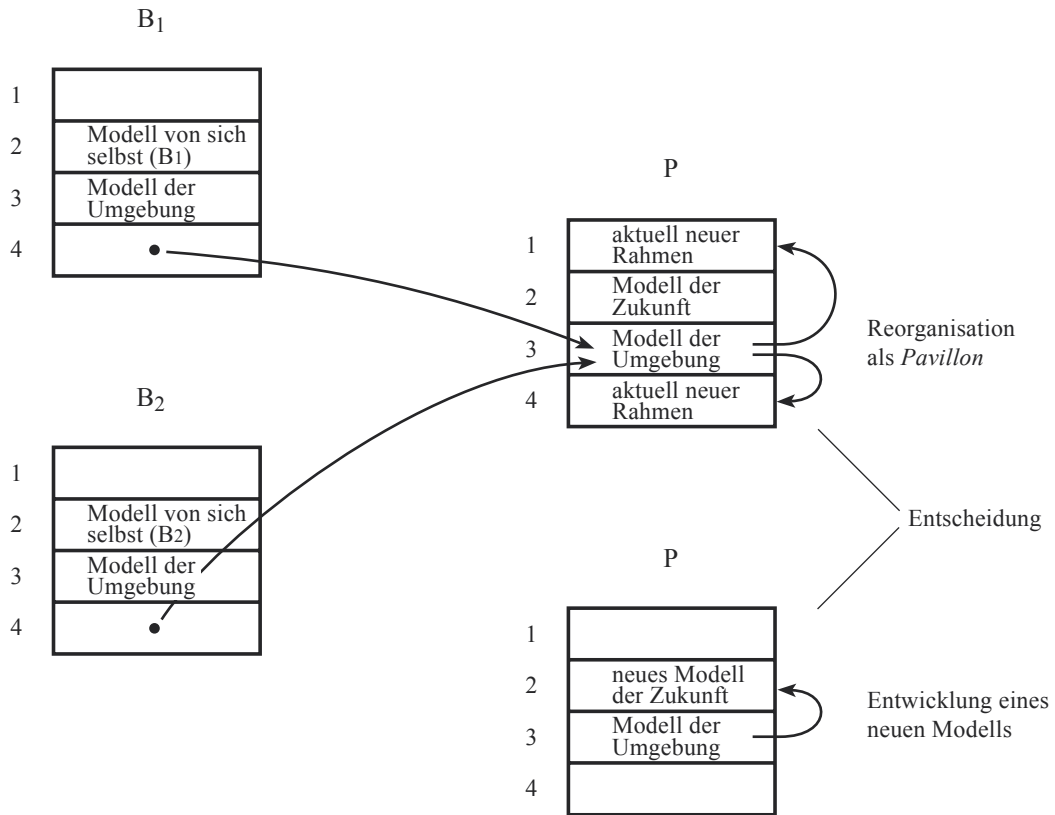 B1
1
2
Modell von sich
selbst (B1)
3
Modell der
Umgebung
4
B2
1
2
Modell von sich
selbst (B2)
3
Modell der
Umgebung
4
P
1
aktuell neuer
Rahmen
2
Modell der
Zukunft
3
Modell der
Umgebung
4
aktuell neuer
Rahmen
Reorganisation
als Pavillon
Entscheidung
P
1
2
neues Modell
der Zukunft
3
Modell der
Umgebung
4
Entwicklung eines
neuen Modells